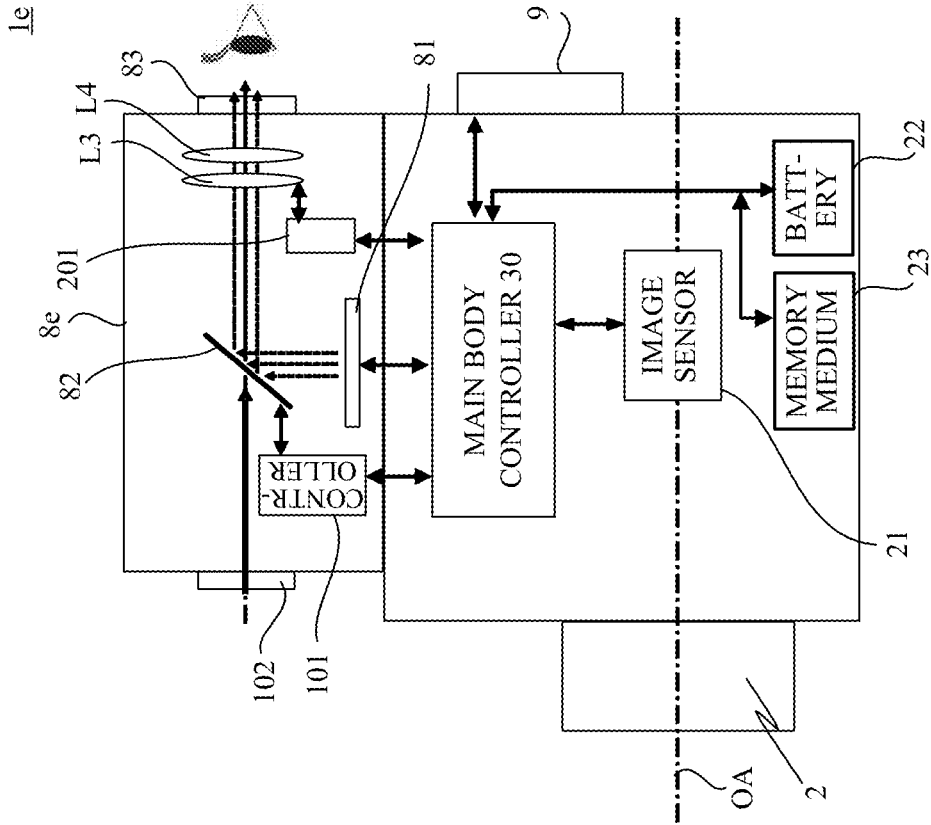 1e
8e
82
201
L3
L4
83
81
9
102
101
CONTR-
OLLER
MAIN BODY
CONTROLLER 30
IMAGE
SENSOR
21
BATT-
ERY
22
MEMORY
MEDIUM
23
OA
2